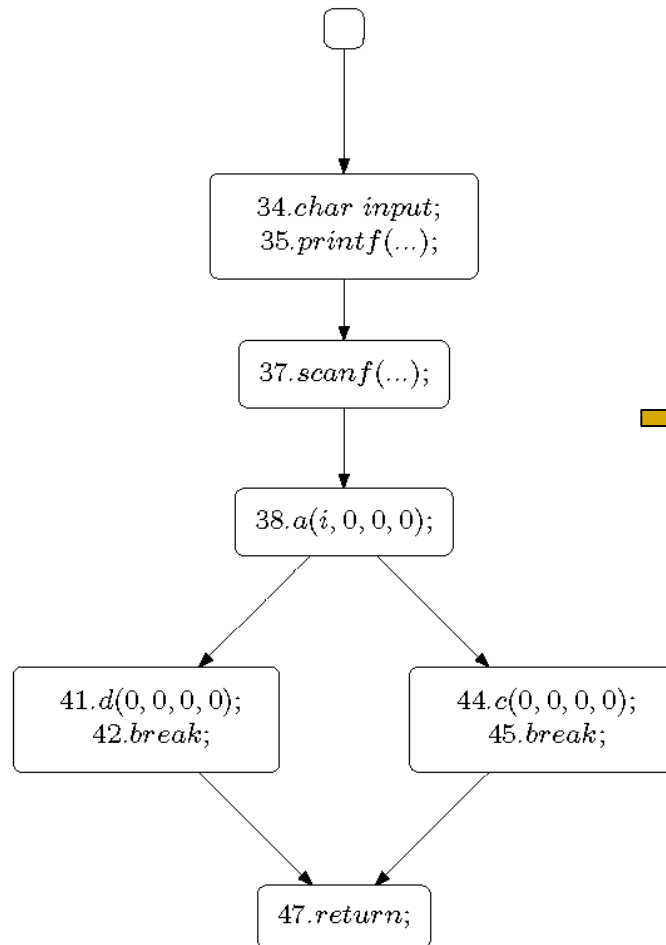 34.char input;
35.printf(...);
37.scanf(...);
38.a(i, 0, 0, 0);
41.d(0, 0, 0, 0);
42.break;
44.c(0, 0, 0, 0);
45.break;
47.return;